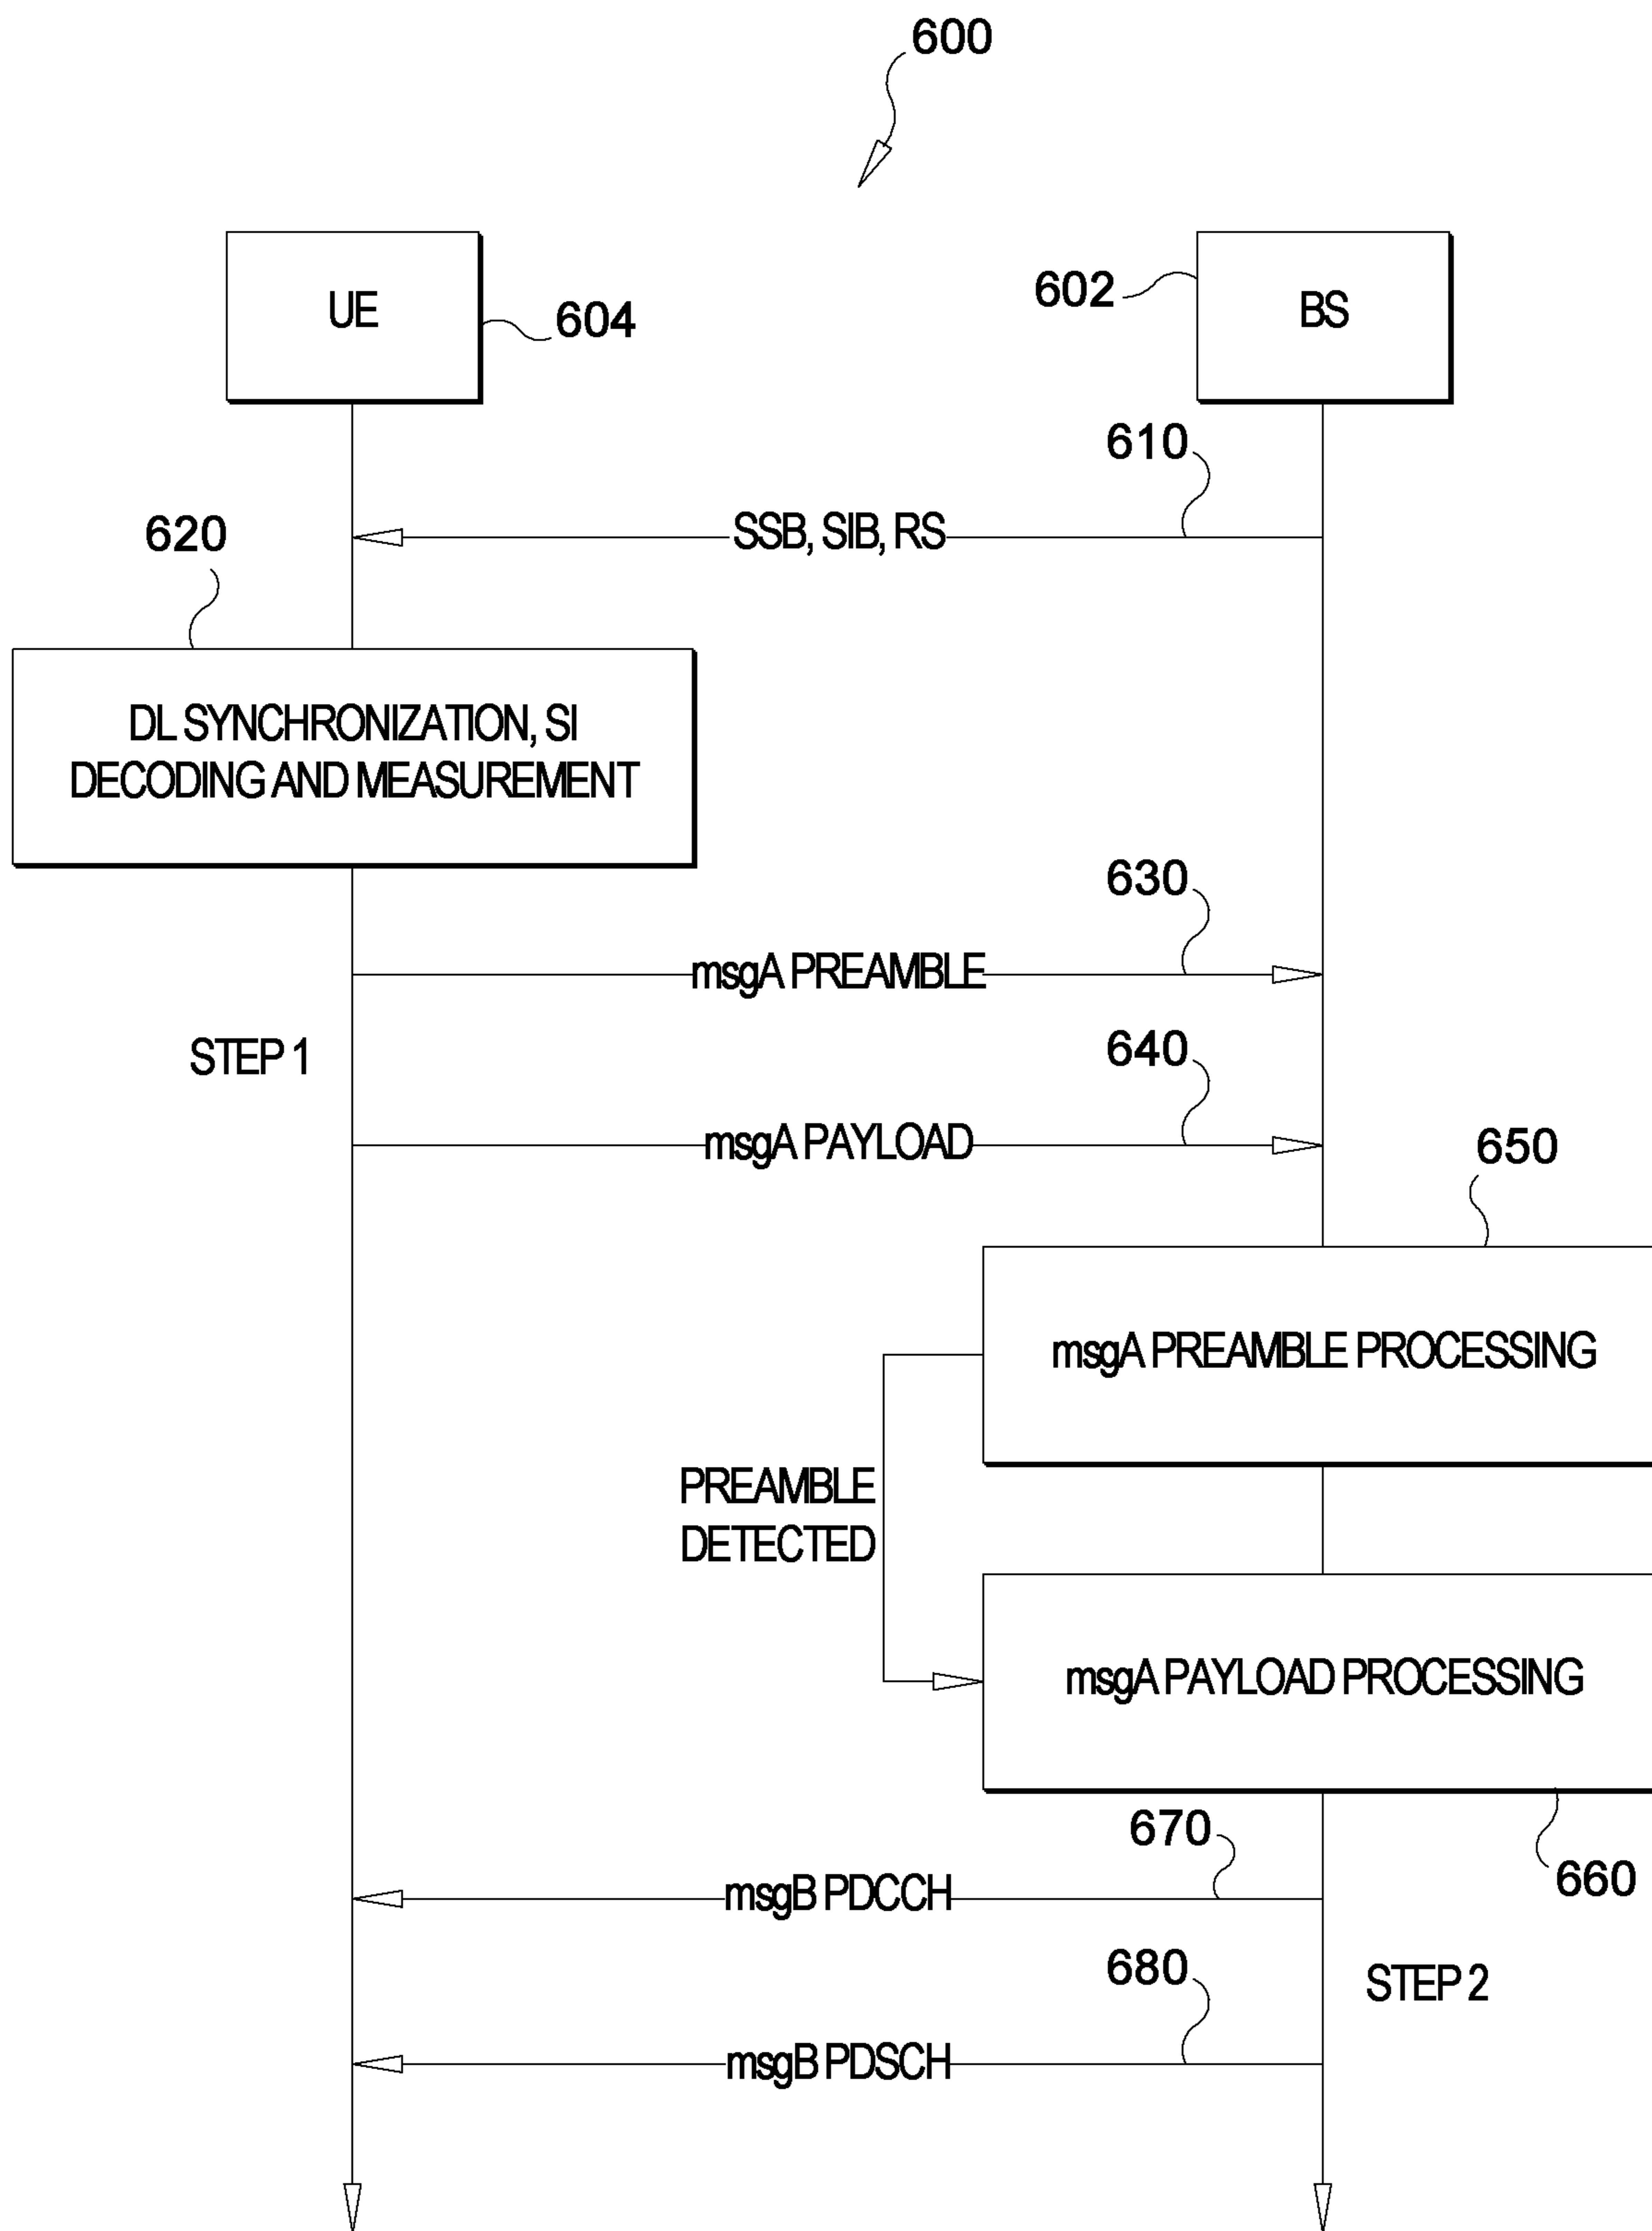 600
UE
604
602
BS
610
SSB, SIB, RS
620
DL SYNCHRONIZATION, SI
DECODING AND MEASUREMENT
630
msgA PREAMBLE
STEP 1
640
msgA PAYLOAD
650
msgA PREAMBLE PROCESSING
PREAMBLE
DETECTED
msgA PAYLOAD PROCESSING
660
670
msgB PDCCH
STEP 2
680
msgB PDSCH